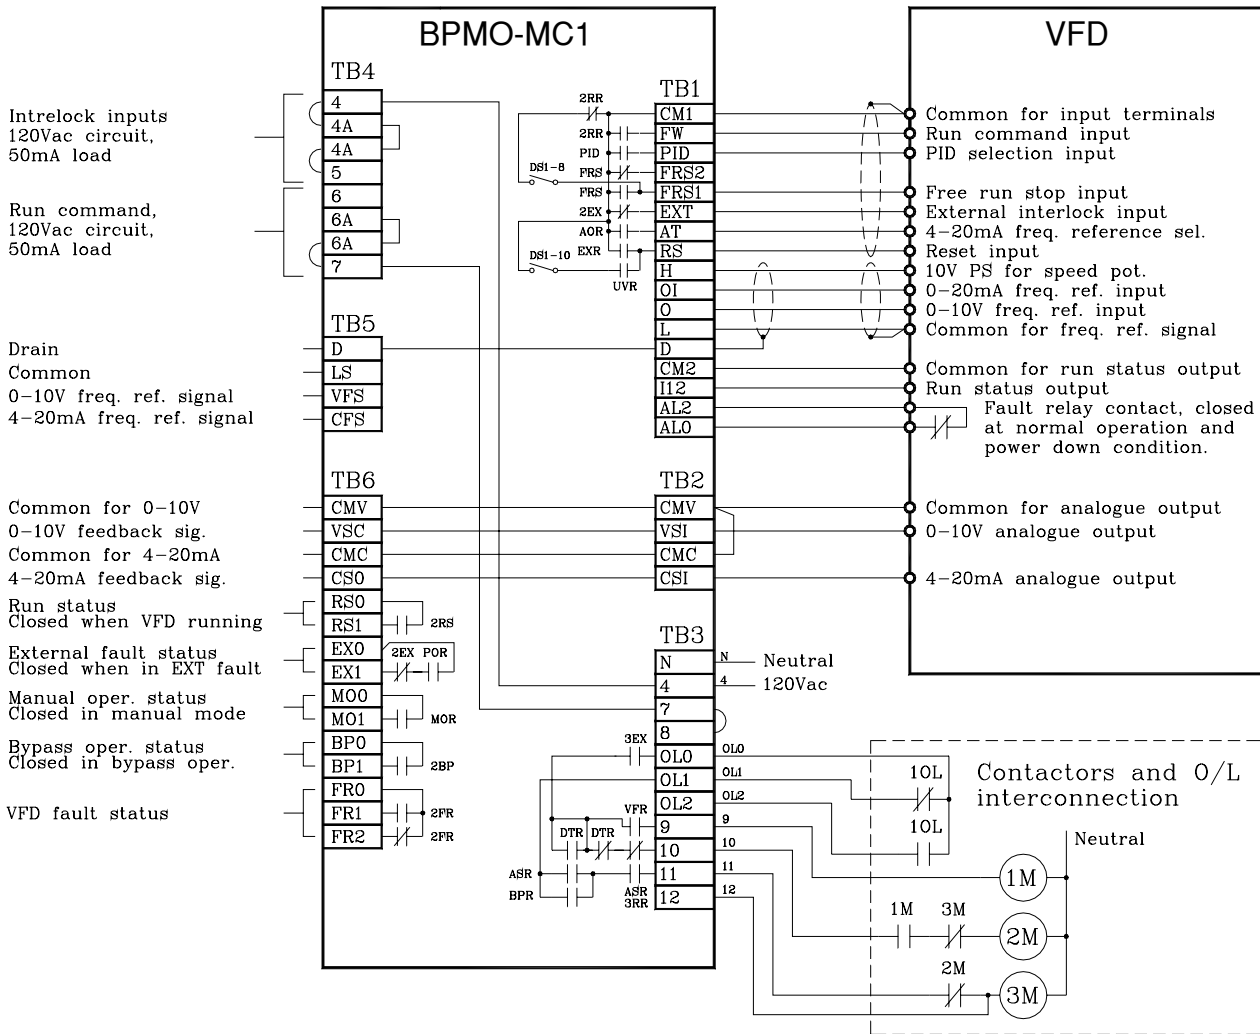 BPMO-MC1
VFD
TB4
4
4A
4A
5
6
6A
6A
7
Intrelock inputs
120Vac circuit,
50mA load
Run command,
120Vac circuit,
50mA load
TB5
D
LS
VFS
CFS
Drain
Common
0-10V freq. ref. signal
4-20mA freq. ref. signal
TB6
CMV
VSC
CMC
CS0
RS0
RS1
EX0
EX1
MO0
MO1
BP0
BP1
FR0
FR1
FR2
Common for 0-10V
0-10V feedback sig.
Common for 4-20mA
4-20mA feedback sig.
Run status
Closed when VFD running
External fault status
Closed when in EXT fault
Manual oper. status
Closed in manual mode
Bypass oper. status
Closed in bypass oper.
VFD fault status
2RS
2EX POR
MOR
2BP
2FR
2FR
TB1
CM1
FW
PID
FRS2
FRS1
EXT
AT
RS
H
OI
O
L
D
CM2
I12
AL2
AL0
2RR
2RR
PID
FRS
FRS
2EX
AOR
EXR
UVR
DS1-8
DS1-10
Common for input terminals
Run command input
PID selection input
Free run stop input
External interlock input
4-20mA freq. reference sel.
Reset input
10V PS for speed pot.
0-20mA freq. ref. input
0-10V freq. ref. input
Common for freq. ref. signal
Common for run status output
Run status output
Fault relay contact, closed
at normal operation and
power down condition.
TB2
CMV
VSI
CMC
CSI
Common for analogue output
0-10V analogue output
4-20mA analogue output
TB3
N
4
7
8
OL0
OL1
OL2
9
10
11
12
N
Neutral
4
120Vac
OL0
OL1
OL2
9
10
11
12
3EX
VFR
DTR DTR
ASR
BPR
ASR
3RR
Contactors and O/L
interconnection
1OL
1OL
Neutral
1M
1M 3M
2M
2M
3M